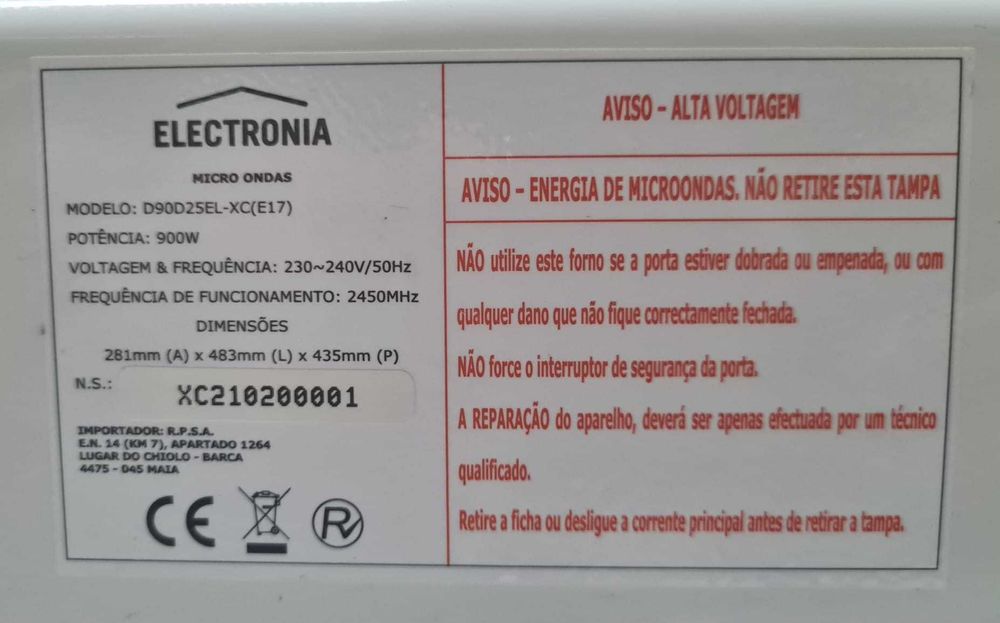 ELECTRONIA
MICRO ONDAS
MODELO: D90D25EL-XC(E17)
POTÊNCIA: 900W
VOLTAGEM & FREQUÊNCIA: 230~240V/50Hz
FREQUÊNCIA DE FUNCIONAMENTO: 2450MHz
DIMENSÕES
281mm (A) x 483mm (L) x 435mm (P)
N.S.: XC210200001
IMPORTADOR: R.P.S.A.
E.N. 14 (KM 7), APARTADO 1264
LUGAR DO CHIOLO - BARCA
4475 - 045 MAIA
CE
RV
AVISO - ALTA VOLTAGEM
AVISO - ENERGIA DE MICROONDAS. NÃO RETIRE ESTA TAMPA
NÃO utilize este forno se a porta estiver dobrada ou empenada, ou com
qualquer dano que não fique correctamente fechada.
NÃO force o interruptor de segurança da porta.
A REPARAÇÃO do aparelho, deverá ser apenas efectuada por um técnico
qualificado.
Retire a ficha ou desligue a corrente principal antes de retirar a tampa.